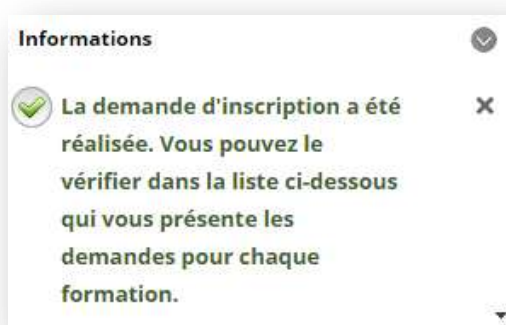 Informations
La demande d'inscription a été
réalisée. Vous pouvez le
vérifier dans la liste ci-dessous
qui vous présente les
demandes pour chaque
formation.